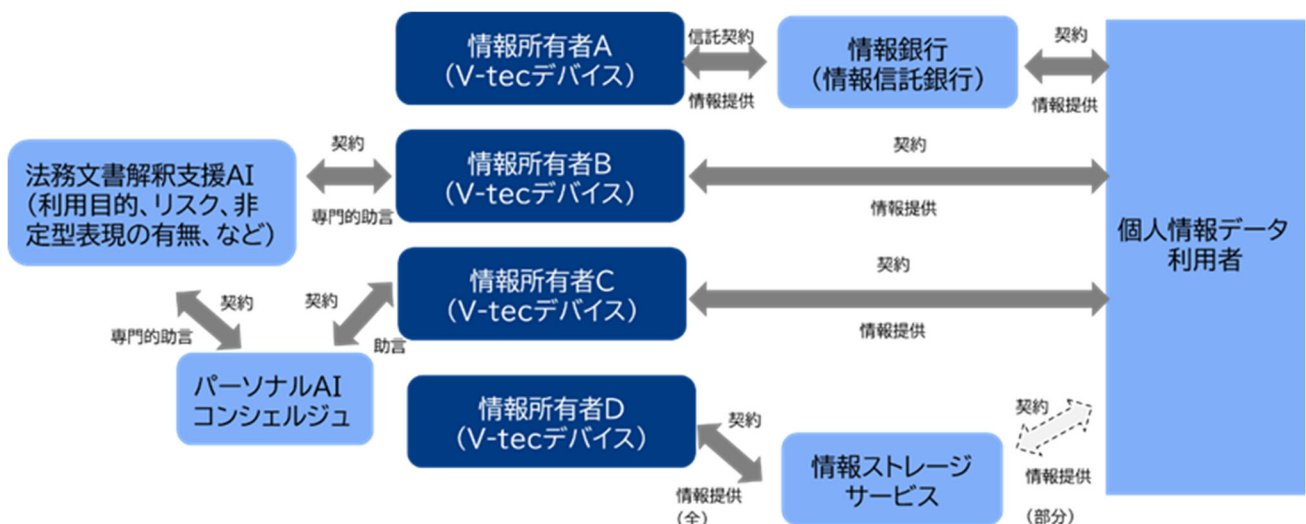 情報所有者A
(V-tecデバイス)
信託契約
情報提供
情報銀行
(情報信託銀行)
契約
情報提供
法務文書解釈支援AI
(利用目的、リスク、非
定型表現の有無、など)
契約
専門的助言
情報所有者B
(V-tecデバイス)
契約
情報提供
個人情報データ
利用者
情報所有者C
(V-tecデバイス)
契約
情報提供
契約
専門的助言
契約
助言
パーソナルAI
コンシェルジュ
情報所有者D
(V-tecデバイス)
契約
情報提供
(全)
情報ストレージ
サービス
契約
情報提供
(部分)